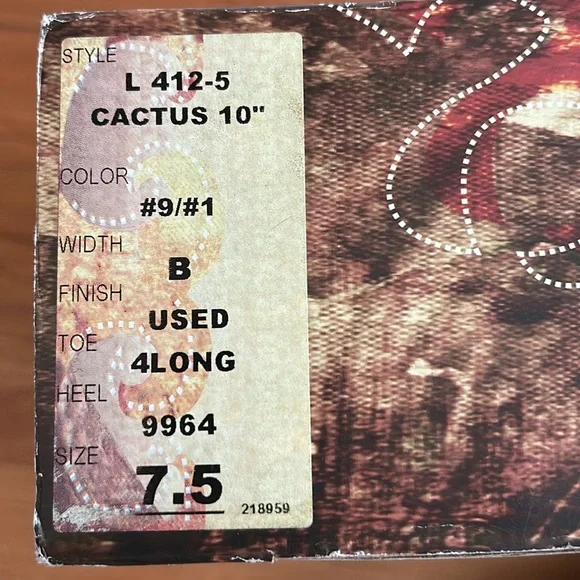 STYLE
L 412-5
CACTUS 10"
COLOR
#9/#1
WIDTH
B
FINISH
USED
TOE
4LONG
HEEL
9964
SIZE
7.5
218959